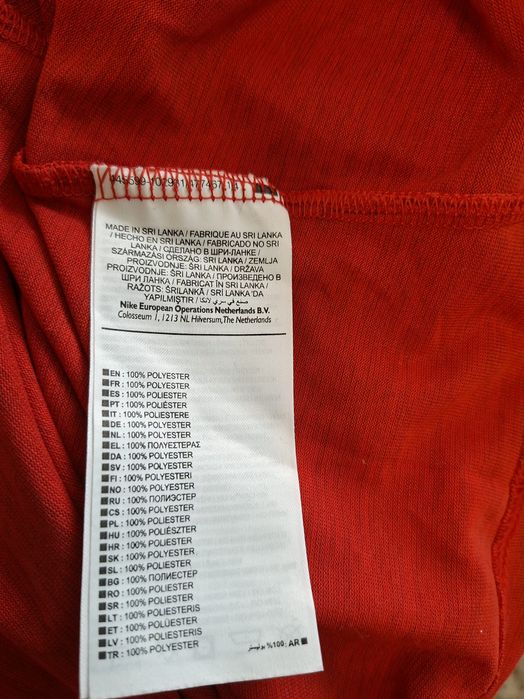 MADE IN SRI LANKA / FABRIQUE AU SRI LANKA
/ HECHO EN SRI LANKA / FABRICADO NO SRI
LANKA / СДЕЛАНО В ШРИ-ЛАНКЕ /
SZÁRMAZÁSI ORSZÁG: SRI LANKA / ZEMLJA
PROIZVODNJE: ŠRI LANKA / DRŽAVA
PROIZVODNJE: ŠRI LANKA / ПРОИЗВЕДЕНО В
ШРИ ЛАНКА / FABRICAT ÎN SRI LANKA /
RAŽOTS: ŠRILANKĀ / SRI LANKA'DA
YAPILMIŞTIR / صنع في سري لانكا
Nike European Operations Netherlands B.V.
Colosseum 1, 1213 NL Hilversum, The Netherlands
EN : 100% POLYESTER
FR : 100% POLYESTER
ES : 100% POLIÉSTER
PT : 100% POLIÉSTER
IT : 100% POLIESTERE
DE : 100% POLYESTER
NL : 100% POLYESTER
EL : 100% ΠΟΛΥΕΣΤΕΡΑΣ
DA : 100% POLYESTER
SV : 100% POLYESTER
FI : 100% POLYESTERI
NO : 100% POLYESTER
RU : 100% ПОЛИЭСТЕР
CS : 100% POLYESTER
PL : 100% POLIESTER
HU : 100% POLIÉSZTER
HR : 100% POLIESTER
SK : 100% POLYESTER
SL : 100% POLIESTER
BG : 100% ПОЛИЕСТЕР
RO : 100% POLIESTER
SR : 100% POLIESTER
LT : 100% POLIESTERIS
ET : 100% POLÜESTER
LV : 100% POLIESTERIS
TR : 100% POLYESTER
AR : 100% بوليستر